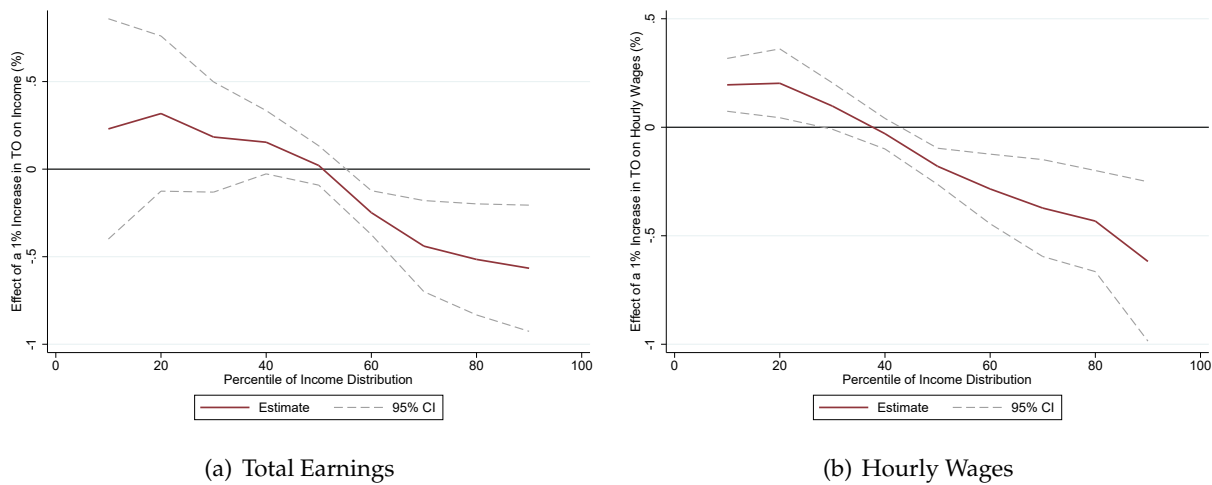 Effect of a 1% Increase in TO on Income (%)
.5
0
-.5
-1
0 20 40 60 80 100
Percentile of Income Distribution
Estimate 95% CI
(a) Total Earnings
Effect of a 1% Increase in TO on Hourly Wages (%)
.5
0
-.5
-1
0 20 40 60 80 100
Percentile of Income Distribution
Estimate 95% CI
(b) Hourly Wages